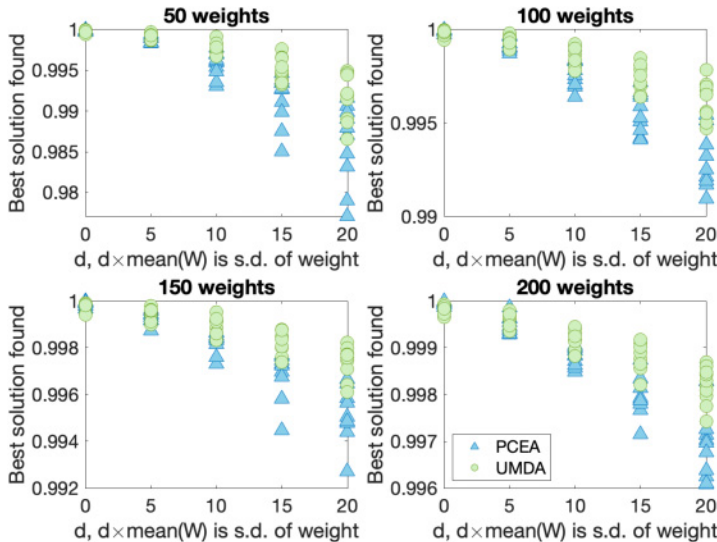 50 weights
Best solution found
1
0.995
0.99
0.985
0.98
0 5 10 15 20
d, d×mean(W) is s.d. of weight
100 weights
Best solution found
1
0.995
0.99
0 5 10 15 20
d, d×mean(W) is s.d. of weight
150 weights
Best solution found
1
0.998
0.996
0.994
0.992
0 5 10 15 20
d, d×mean(W) is s.d. of weight
200 weights
Best solution found
1
0.999
0.998
0.997
0.996
PCEA
UMDA
0 5 10 15 20
d, d×mean(W) is s.d. of weight